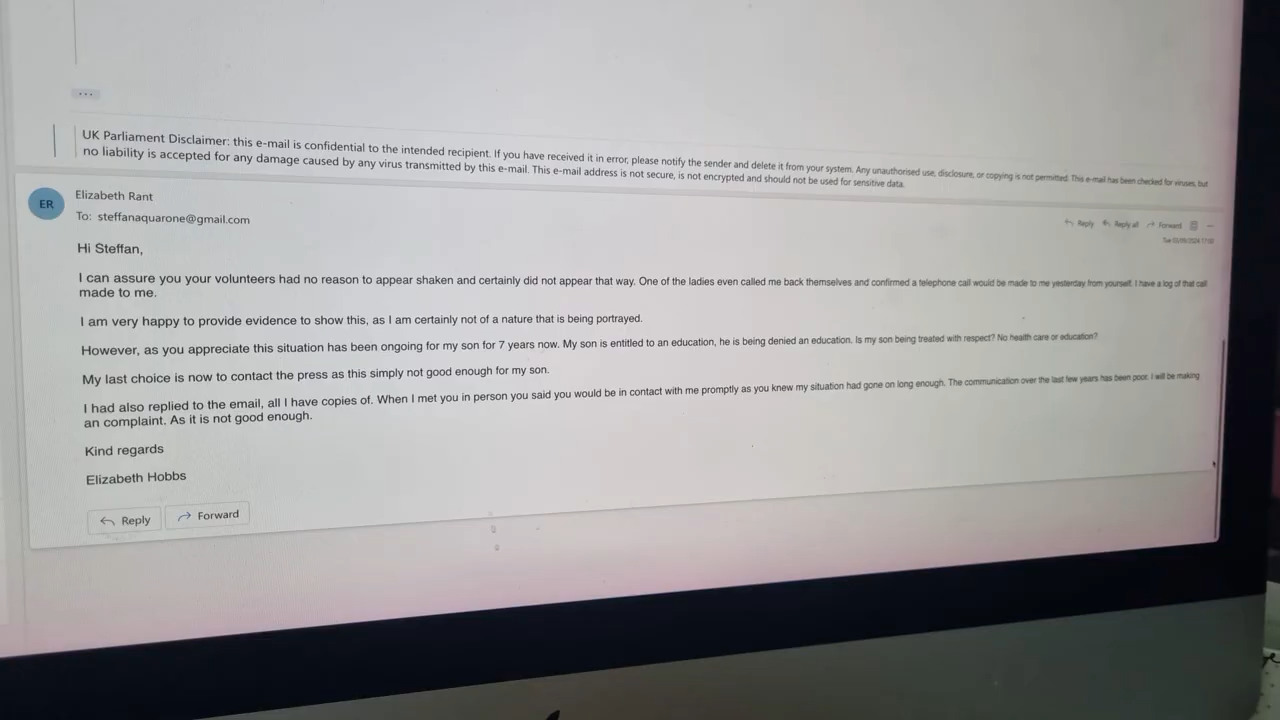 ...
UK Parliament Disclaimer: this e-mail is confidential to the intended recipient. If you have received it in error, please notify the sender and delete it from your system. Any unauthorised use, disclosure, or copying is not permitted. This e-mail has been checked for viruses, but
no liability is accepted for any damage caused by any virus transmitted by this e-mail. This e-mail address is not secure, is not encrypted and should not be used for sensitive data.
ER
Elizabeth Rant
To: steffanaquarone@gmail.com
Reply Reply all Forward
Hi Steffan,
I can assure you your volunteers had no reason to appear shaken and certainly did not appear that way. One of the ladies even called me back themselves and confirmed a telephone call would be made to me yesterday from yourself. I have a log of that call
made to me.
I am very happy to provide evidence to show this, as I am certainly not of a nature that is being portrayed.
However, as you appreciate this situation has been ongoing for my son for 7 years now. My son is entitled to an education, he is being denied an education. Is my son being treated with respect? No health care or education?
My last choice is now to contact the press as this simply not good enough for my son.
I had also replied to the email, all I have copies of. When I met you in person you said you would be in contact with me promptly as you knew my situation had gone on long enough. The communication over the last few years has been poor. I will be making
an complaint. As it is not good enough.
Kind regards
Elizabeth Hobbs
Reply Forward